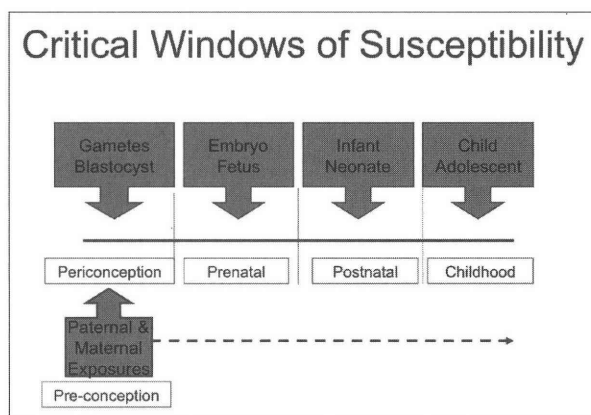 Critical Windows of Susceptibility
Gametes
Blastocyst
Embryo
Fetus
Infant
Neonate
Child
Adolescent
Periconception
Prenatal
Postnatal
Childhood
Paternal &
Maternal
Exposures
Pre-conception